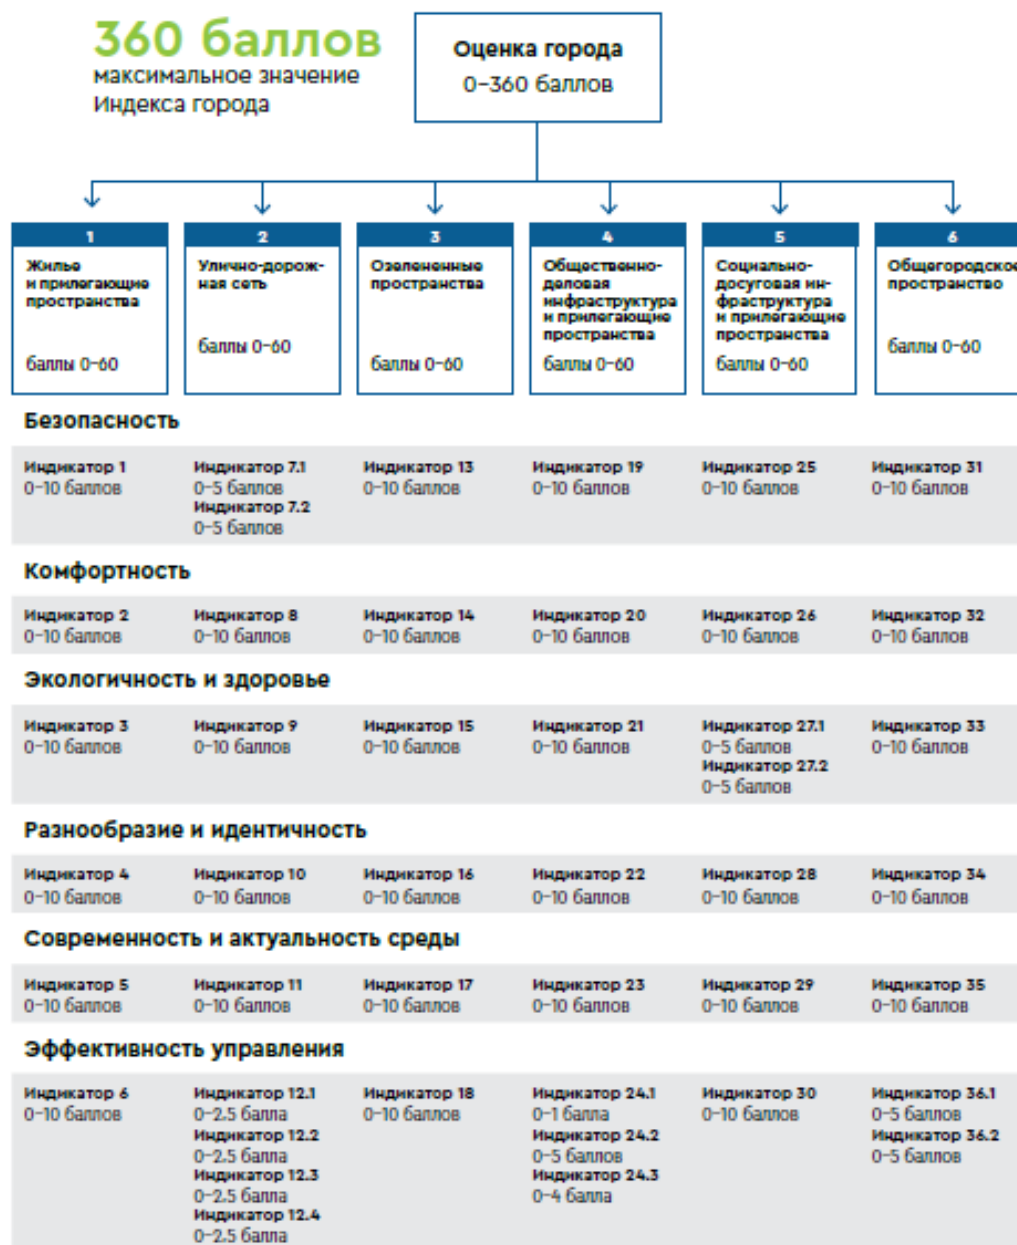 360 баллов
максимальное значение
Индекса города
Оценка города
0–360 баллов
1
Жилье
и прилегающие
пространства
баллы 0–60
2
Улично-дорож-
ная сеть
баллы 0–60
3
Озелененные
пространства
баллы 0–60
4
Общественно-
деловая
инфраструктура
и прилегающие
пространства
баллы 0–60
5
Социально-
досуговая ин-
фраструктура
и прилегающие
пространства
баллы 0–60
6
Общегородское
пространство
баллы 0–60
Безопасность
Индикатор 1
0–10 баллов
Индикатор 7.1
0–5 баллов
Индикатор 7.2
0–5 баллов
Индикатор 13
0–10 баллов
Индикатор 19
0–10 баллов
Индикатор 25
0–10 баллов
Индикатор 31
0–10 баллов
Комфортность
Индикатор 2
0–10 баллов
Индикатор 8
0–10 баллов
Индикатор 14
0–10 баллов
Индикатор 20
0–10 баллов
Индикатор 26
0–10 баллов
Индикатор 32
0–10 баллов
Экологичность и здоровье
Индикатор 3
0–10 баллов
Индикатор 9
0–10 баллов
Индикатор 15
0–10 баллов
Индикатор 21
0–10 баллов
Индикатор 27.1
0–5 баллов
Индикатор 27.2
0–5 баллов
Индикатор 33
0–10 баллов
Разнообразие и идентичность
Индикатор 4
0–10 баллов
Индикатор 10
0–10 баллов
Индикатор 16
0–10 баллов
Индикатор 22
0–10 баллов
Индикатор 28
0–10 баллов
Индикатор 34
0–10 баллов
Современность и актуальность среды
Индикатор 5
0–10 баллов
Индикатор 11
0–10 баллов
Индикатор 17
0–10 баллов
Индикатор 23
0–10 баллов
Индикатор 29
0–10 баллов
Индикатор 35
0–10 баллов
Эффективность управления
Индикатор 6
0–10 баллов
Индикатор 12.1
0–2.5 балла
Индикатор 12.2
0–2.5 балла
Индикатор 12.3
0–2.5 балла
Индикатор 12.4
0–2.5 балла
Индикатор 18
0–10 баллов
Индикатор 24.1
0–1 балла
Индикатор 24.2
0–5 баллов
Индикатор 24.3
0–4 балла
Индикатор 30
0–10 баллов
Индикатор 36.1
0–5 баллов
Индикатор 36.2
0–5 баллов